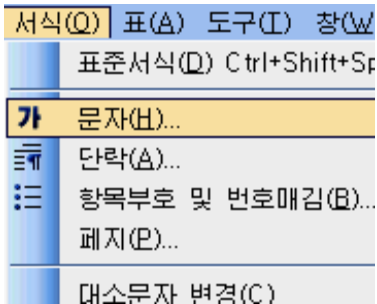 서식(O) 표(A) 도구(T) 창(W
표준서식(D) Ctrl+Shift+Sp
가 문자(H)...
단락(A)...
항목부호 및 번호매김(B)...
페지(P)...
대소문자 변경(C)